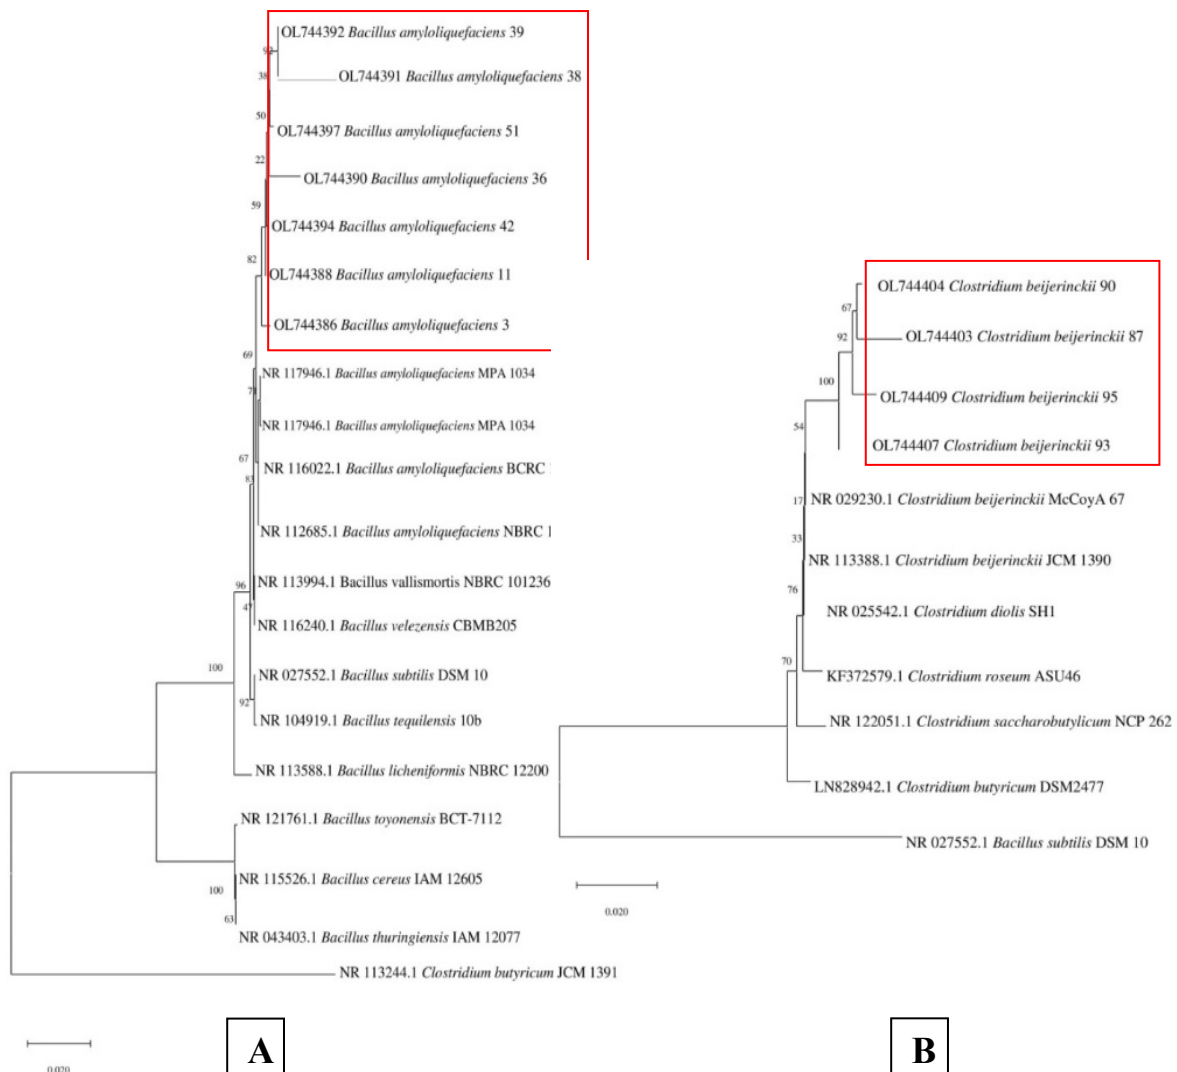 OL744392 Bacillus amyloliquefaciens 39
92
38
OL744391 Bacillus amyloliquefaciens 38
50
OL744397 Bacillus amyloliquefaciens 51
22
OL744390 Bacillus amyloliquefaciens 36
59
OL744394 Bacillus amyloliquefaciens 42
82
OL744388 Bacillus amyloliquefaciens 11
OL744386 Bacillus amyloliquefaciens 3
69
NR 117946.1 Bacillus amyloliquefaciens MPA 1034
NR 117946.1 Bacillus amyloliquefaciens MPA 1034
67
NR 116022.1 Bacillus amyloliquefaciens BCRC
83
NR 112685.1 Bacillus amyloliquefaciens NBRC 1
96
NR 113994.1 Bacillus vallismortis NBRC 101236
47
NR 116240.1 Bacillus velezensis CBMB205
100
NR 027552.1 Bacillus subtilis DSM 10
92
NR 104919.1 Bacillus tequilensis 10b
NR 113588.1 Bacillus licheniformis NBRC 12200
NR 121761.1 Bacillus toyonensis BCT-7112
NR 115526.1 Bacillus cereus IAM 12605
100
63
NR 043403.1 Bacillus thuringiensis IAM 12077
NR 113244.1 Clostridium butyricum JCM 1391
0.020
A
OL744404 Clostridium beijerinckii 90
67
92
OL744403 Clostridium beijerinckii 87
100
OL744409 Clostridium beijerinckii 95
54
OL744407 Clostridium beijerinckii 93
17
NR 029230.1 Clostridium beijerinckii McCoyA 67
33
NR 113388.1 Clostridium beijerinckii JCM 1390
76
NR 025542.1 Clostridium diolis SH1
70
KF372579.1 Clostridium roseum ASU46
NR 122051.1 Clostridium saccharobutylicum NCP 262
LN828942.1 Clostridium butyricum DSM2477
NR 027552.1 Bacillus subtilis DSM 10
0.020
B